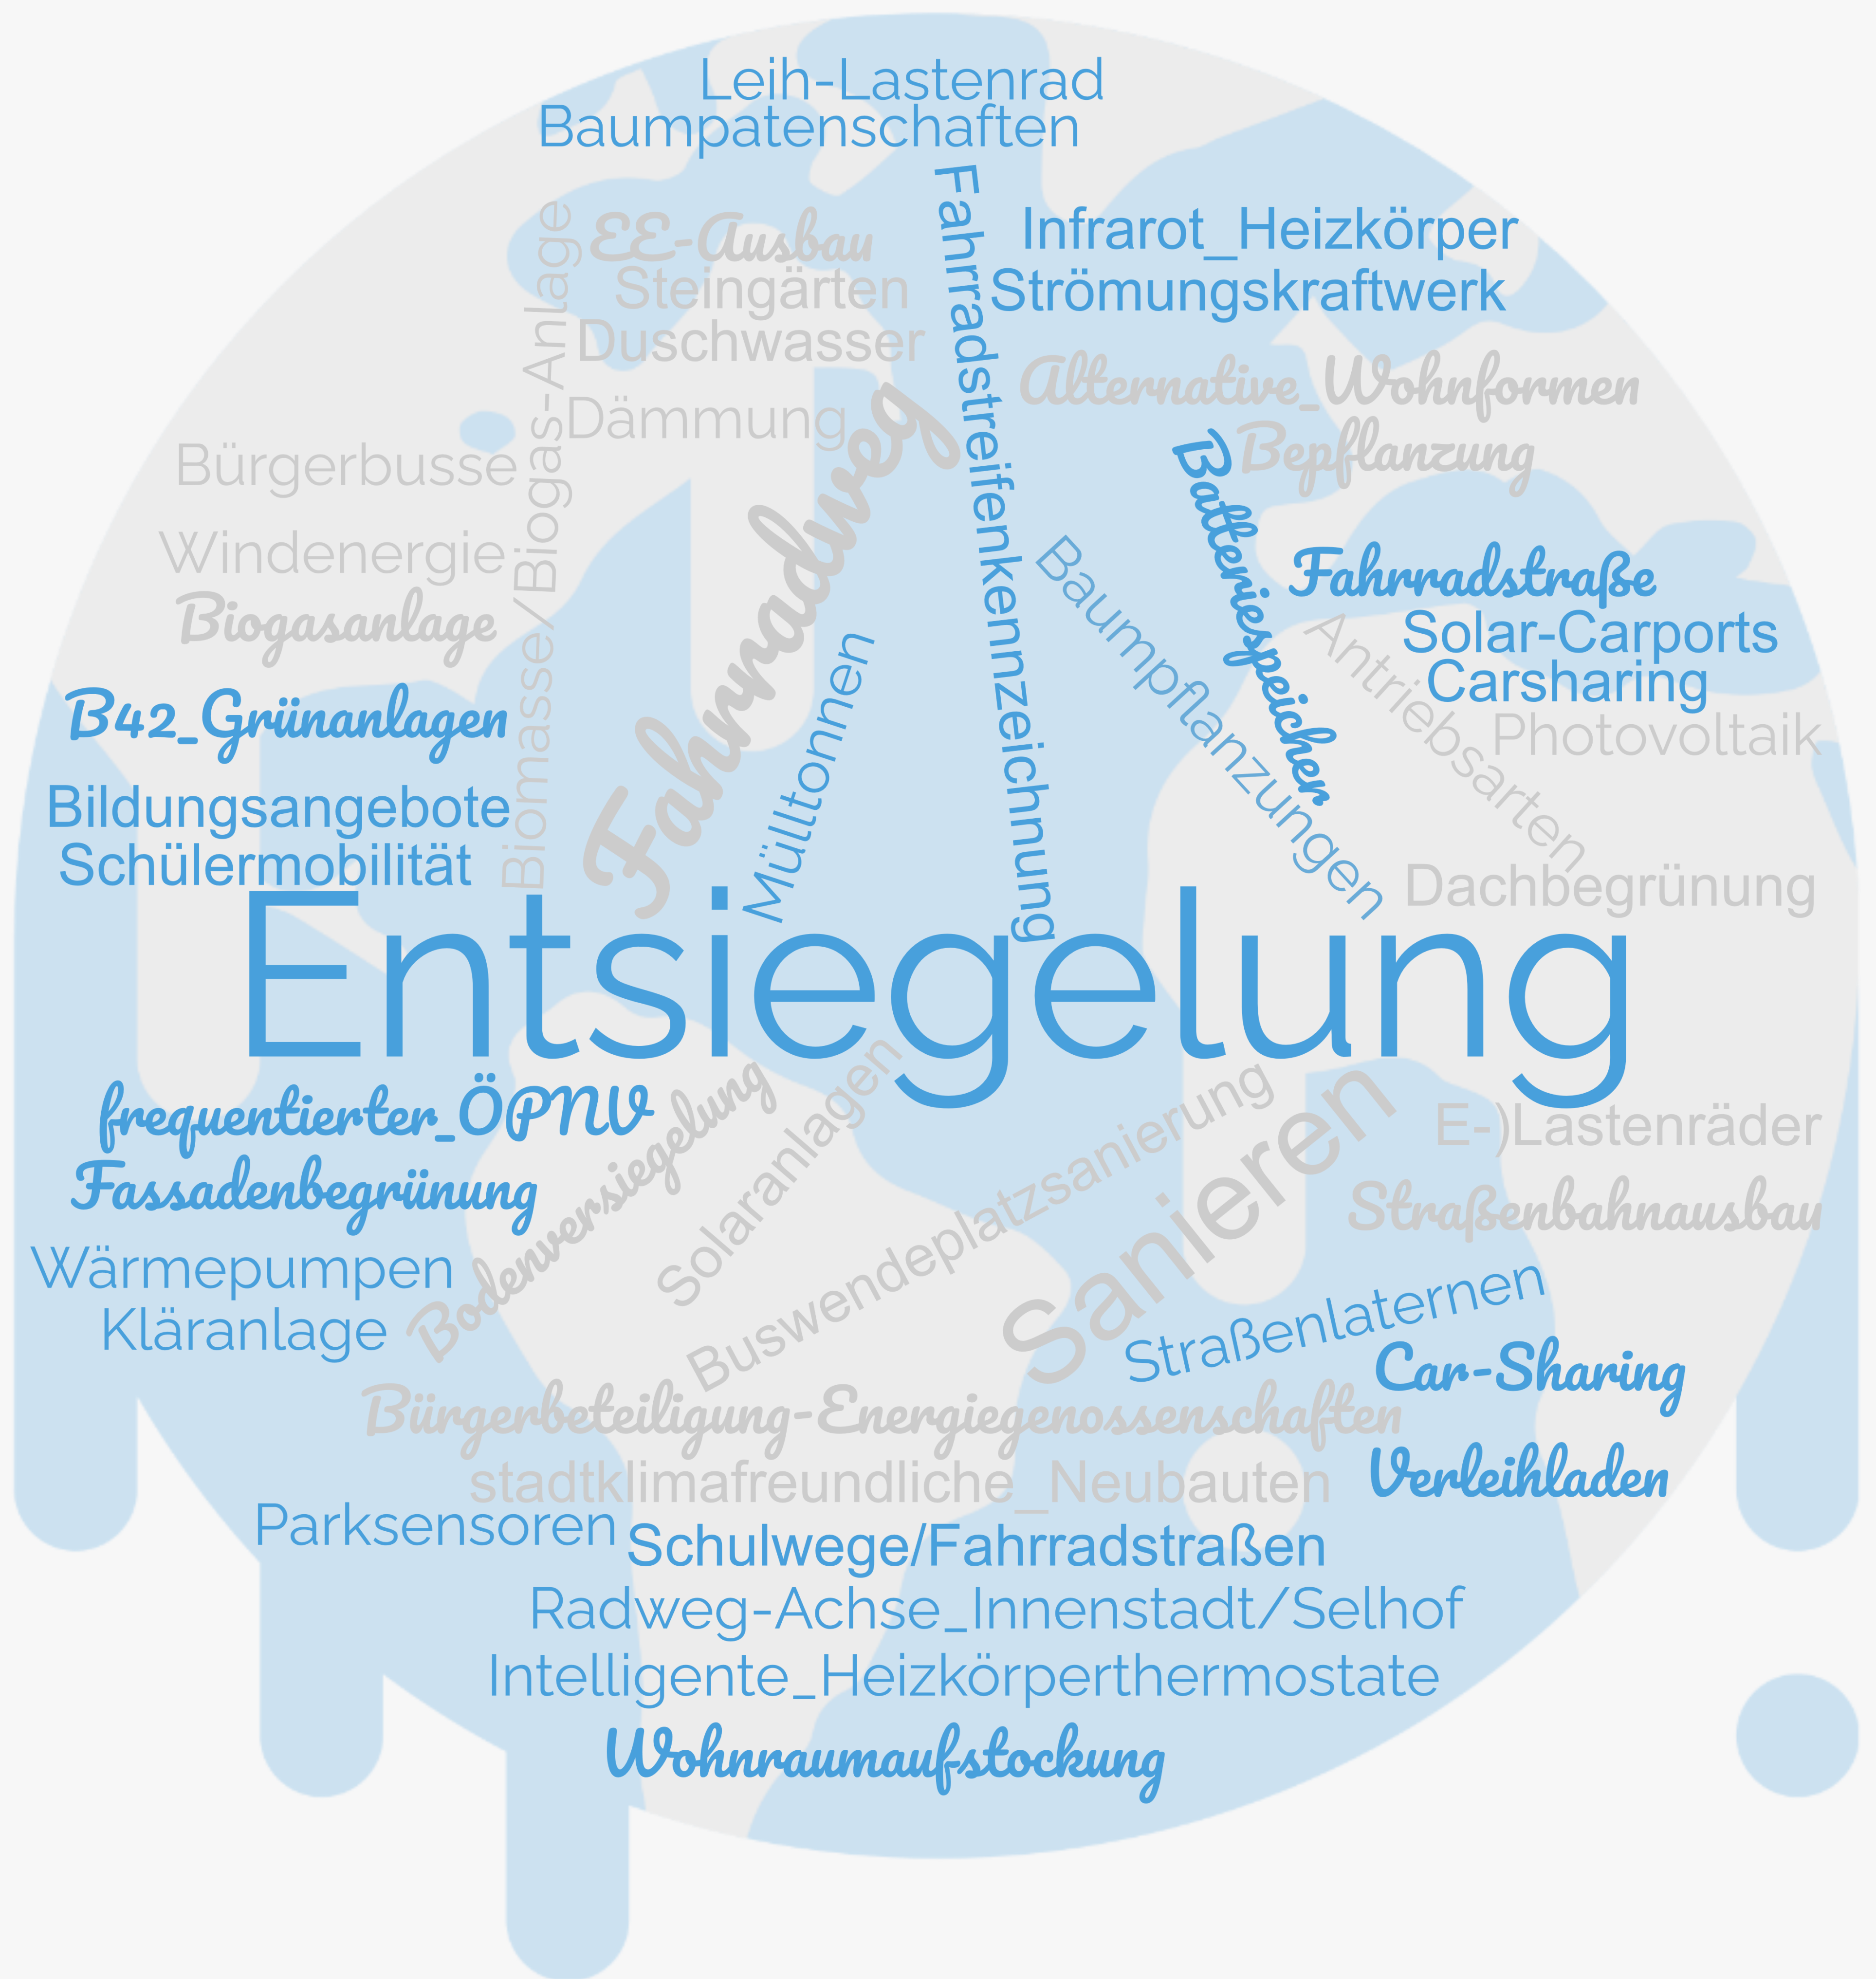 Leih-Lastenrad
Baumpatenschaften
Fahrradstreifenkennzeichnung
Biomasse/Biogas-Anlage
EE-Ausbau
Infrarot_Heizkörper
Steingärten
Strömungskraftwerk
Duschwasser
Alternative_Wohnformen
Dämmung
Fahrradweg
Bepflanzung
Batteriespeicher
Bürgerbusse
Windenergie
Baumpflanzungen
Fahrradstraße
Biogasanlage
Antriebsarten
Solar-Carports
Mülltonnen
Carsharing
B42_Grünanlagen
Photovoltaik
Bildungsangebote
Schülermobilität
Dachbegrünung
Entsiegelung
frequentierter_ÖPNV
Bodenversiegelung
Solaranlagen
Buswendeplatzsanierung
Sanieren
E-)Lastenräder
Fassadenbegrünung
Straßenbahnausbau
Wärmepumpen
Straßenlaternen
Kläranlage
Car-Sharing
Bürgerbeteiligung-Energiegenossenschaften
stadtklimafreundliche_Neubauten
Verleihladen
Parksensoren
Schulwege/Fahrradstraßen
Radweg-Achse_Innenstadt/Selhof
Intelligente_Heizkörperthermostate
Wohnraumaufstockung